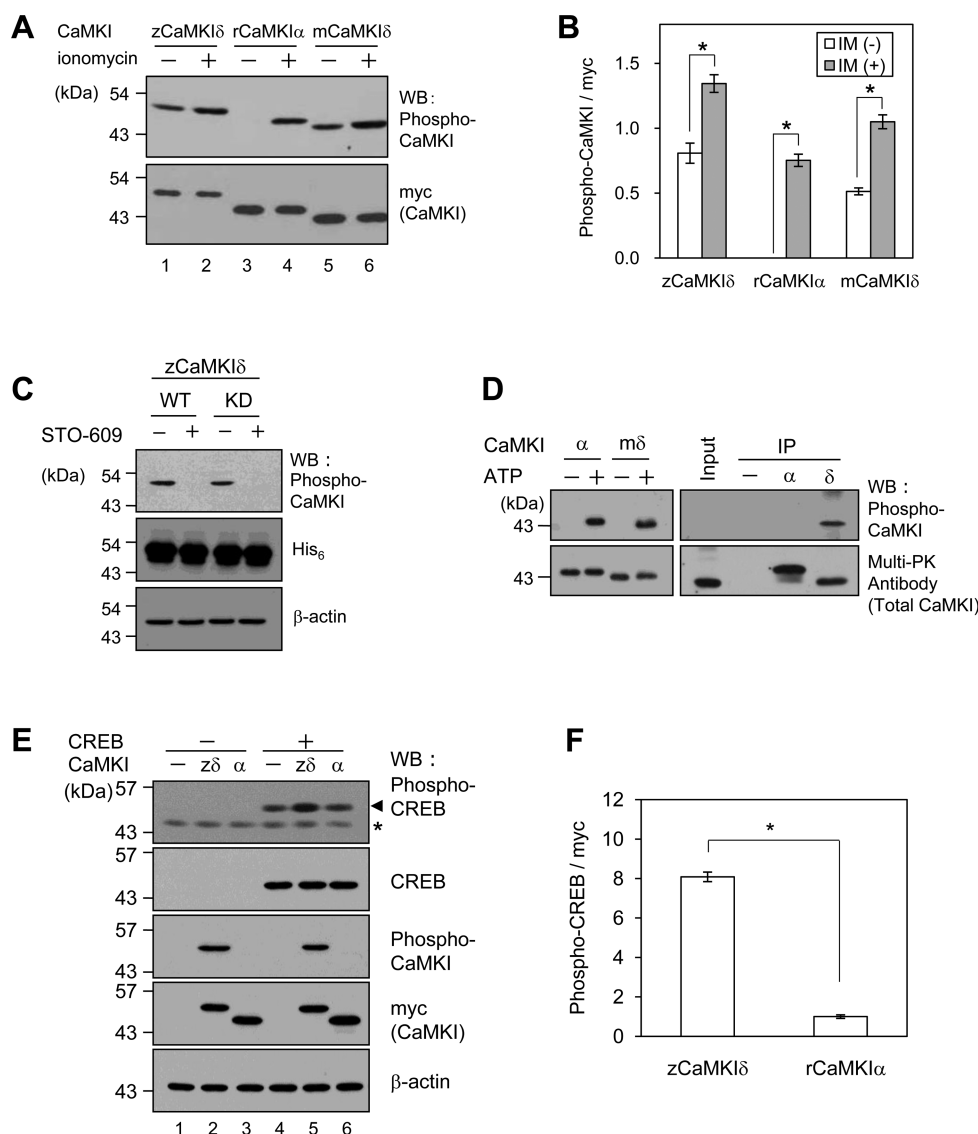 A
CaMKI zCaMKIδ rCaMKIα mCaMKIδ
ionomycin − + − + − +
(kDa)
54
43
WB :
Phospho-
CaMKI
54
43
myc
(CaMKI)
1 2 3 4 5 6
B
Phospho-CaMKI / myc
1.5
1.0
0.5
0.0
* * *
IM (-)
IM (+)
zCaMKIδ rCaMKIα mCaMKIδ
C
zCaMKIδ
WT KD
STO-609 − + − +
(kDa)
54
43
WB :
Phospho-
CaMKI
54
43
His6
54
43
β-actin
D
CaMKI α mδ
ATP − + − +
Input
IP
− α δ
(kDa)
43
WB :
Phospho-
CaMKI
43
Multi-PK
Antibody
(Total CaMKI)
E
CREB − +
CaMKI − zδ α − zδ α
(kDa)
57
43
WB :
Phospho-
CREB
◀
*
57
43
CREB
57
43
Phospho-
CaMKI
57
43
myc
(CaMKI)
43
β-actin
1 2 3 4 5 6
F
Phospho-CREB / myc
12
10
8
6
4
2
0
*
zCaMKIδ rCaMKIα